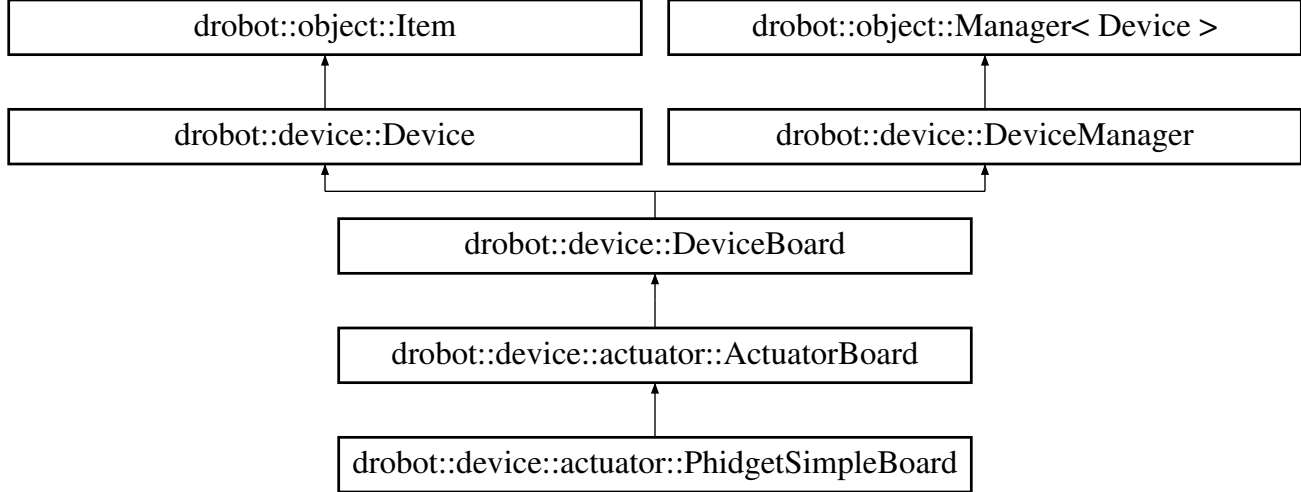 drobot::object::Item
drobot::object::Manager< Device >
drobot::device::Device
drobot::device::DeviceManager
drobot::device::DeviceBoard
drobot::device::actuator::ActuatorBoard
drobot::device::actuator::PhidgetSimpleBoard